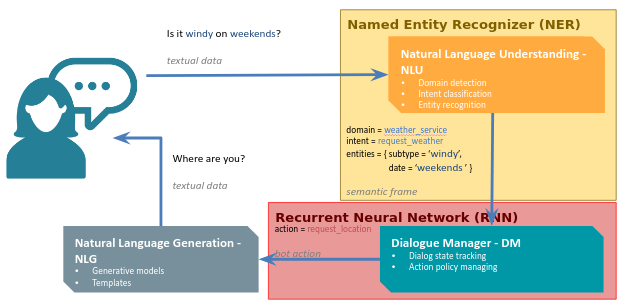 Is it windy on weekends?
textual data
Named Entity Recognizer (NER)
Natural Language Understanding -
NLU
• Domain detection
• Intent classification
• Entity recognition
domain = weather_service
intent = request_weather
entities = { subtype = ‘windy’,
date = ‘weekends’ }
semantic frame
Where are you?
textual data
Recurrent Neural Network (RNN)
action = request_location
bot action
Dialogue Manager - DM
• Dialog state tracking
• Action policy managing
Natural Language Generation -
NLG
• Generative models
• Templates